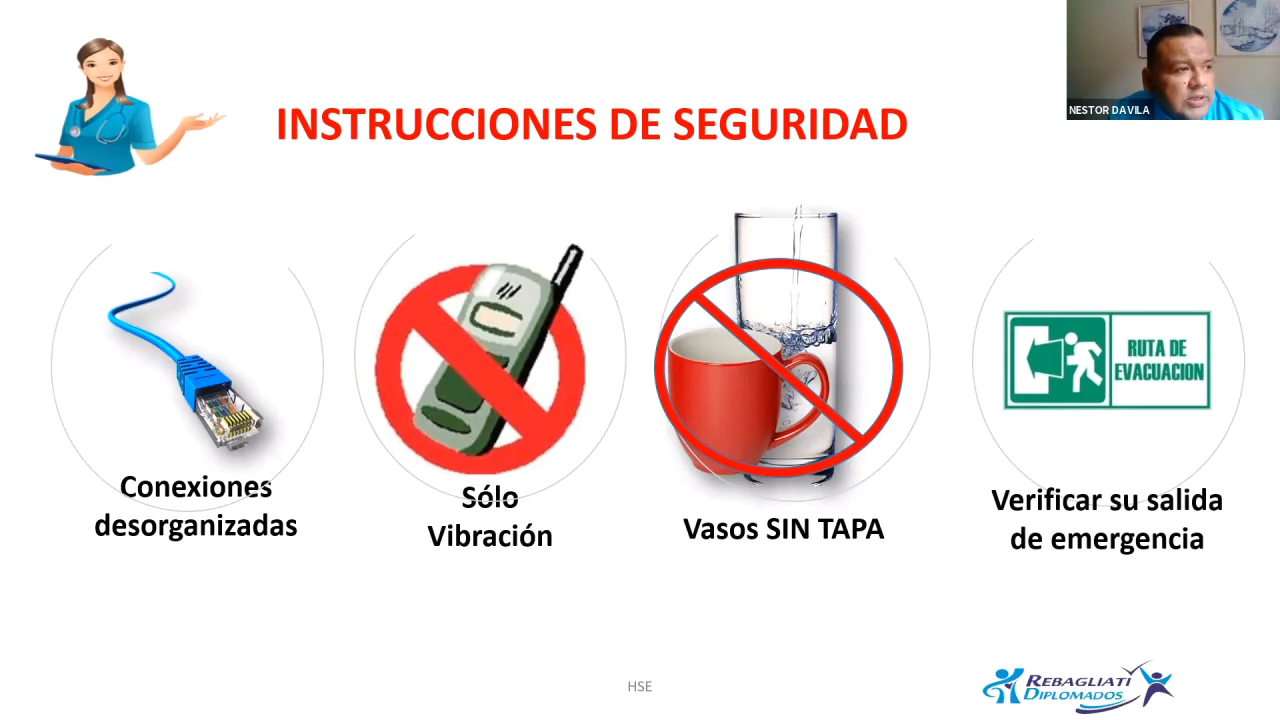 NESTOR DAVILA
INSTRUCCIONES DE SEGURIDAD
RUTA DE
EVACUACION
Conexiones
desorganizadas
Sólo
Vibración
Vasos SIN TAPA
Verificar su salida
de emergencia
HSE
REBAGLIATI
DIPLOMADOS